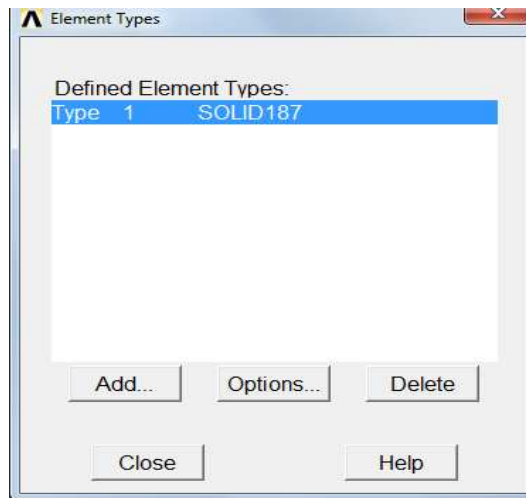 Element Types
Defined Element Types:
Type 1 SOLID187
Add... Options... Delete
Close Help